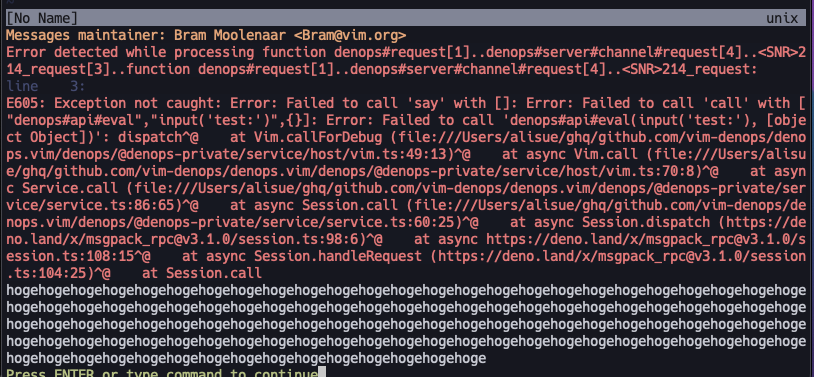 [No Name] unix
Messages maintainer: Bram Moolenaar <Bram@vim.org>
Error detected while processing function denops#request[1]..denops#server#channel#request[4]..<SNR>2
14_request[3]..function denops#request[1]..denops#server#channel#request[4]..<SNR>214_request:
line    3:
E605: Exception not caught: Error: Failed to call 'say' with []: Error: Failed to call 'call' with [
"denops#api#eval","input('test:')",{}]: Error: Failed to call 'denops#api#eval(input('test:'), [obje
ct Object])': dispatch^@    at Vim.callForDebug (file:///Users/alisue/ghq/github.com/vim-denops/deno
ps.vim/denops/@denops-private/service/host/vim.ts:49:13)^@    at async Vim.call (file:///Users/alisu
e/ghq/github.com/vim-denops/denops.vim/denops/@denops-private/service/host/vim.ts:70:8)^@    at asyn
c Service.call (file:///Users/alisue/ghq/github.com/vim-denops/denops.vim/denops/@denops-private/ser
vice/service.ts:86:65)^@    at async Session.call (file:///Users/alisue/ghq/github.com/vim-denops/de
nops.vim/denops/@denops-private/service/service.ts:60:25)^@    at async Session.dispatch (https://de
no.land/x/msgpack_rpc@v3.1.0/session.ts:98:6)^@    at async https://deno.land/x/msgpack_rpc@v3.1.0/s
ession.ts:108:15^@    at async Session.handleRequest (https://deno.land/x/msgpack_rpc@v3.1.0/session
.ts:104:25)^@    at Session.call
hogehogehogehogehogehogehogehogehogehogehogehogehogehogehogehogehogehogehogehogehogehogehogehogehoge
hogehogehogehogehogehogehogehogehogehogehogehogehogehogehogehogehogehogehogehogehogehogehogehogehoge
hogehogehogehogehogehogehogehogehogehogehogehogehogehogehogehogehogehogehogehogehogehogehogehogehoge
hogehogehogehogehogehogehogehogehogehogehogehogehogehogehogehogehogehogehogehogehogehogehogehogehoge
hogehogehogehogehogehogehogehogehogehogehogehogehogehogehoge
Press ENTER or type command to continue